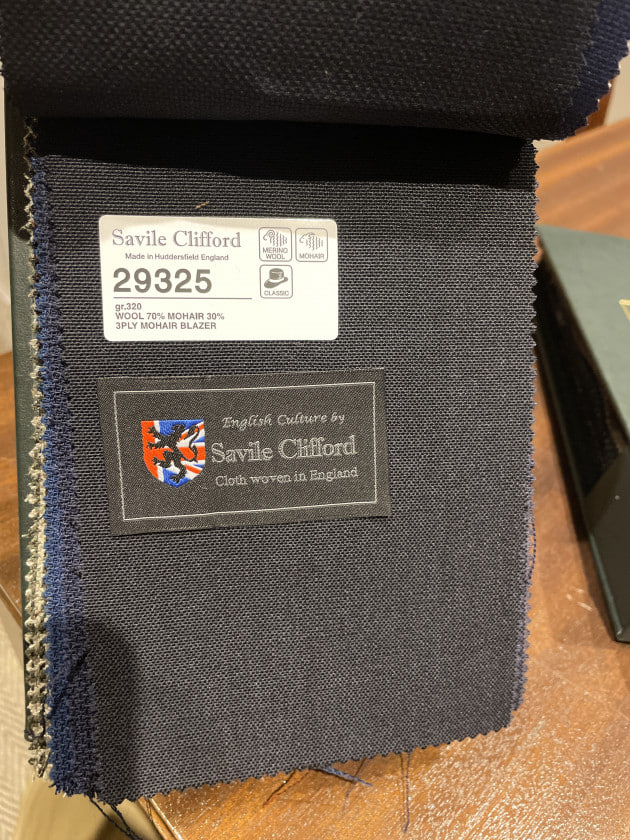 Savile Clifford
Made in Huddersfield England
29325
MERINO
WOOL
MOHAIR
CLASSIC
gr.320
WOOL 70% MOHAIR 30%
3PLY MOHAIR BLAZER
English Culture by
Savile Clifford
Cloth woven in England